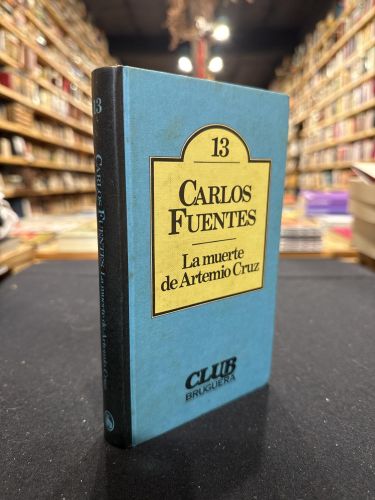 13
CARLOS FUENTES La muerte de Artemio Cruz
13
CARLOS
FUENTES
La muerte
de Artemio Cruz
CLUB
BRUGUERA